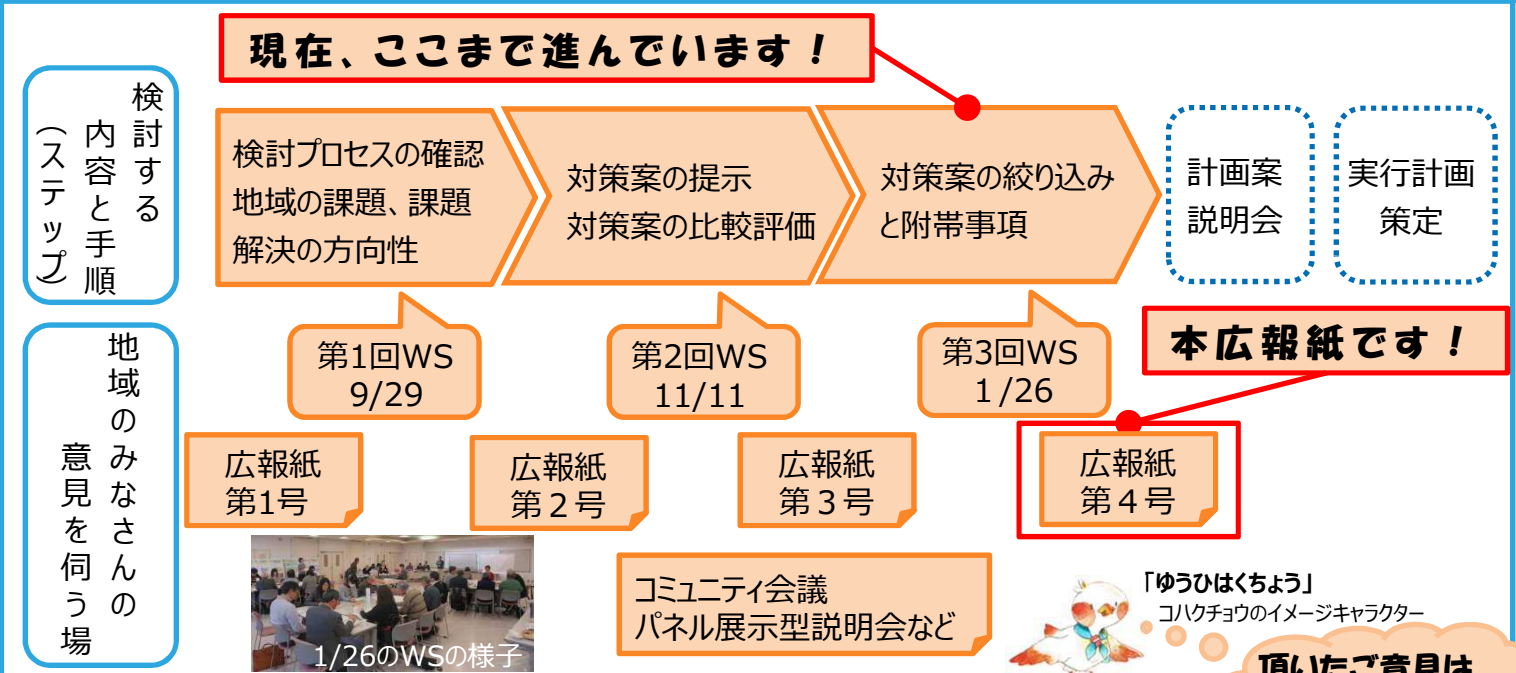 現在、ここまで進んでいます！
検討する
内容と手順
（ステップ）
検討プロセスの確認
地域の課題、課題
解決の方向性
対策案の提示
対策案の比較評価
対策案の絞り込み
と附帯事項
計画案
説明会
実行計画
策定
地域のみなさんの
意見を伺う場
第1回WS
9/29
第2回WS
11/11
第3回WS
１/26
本広報紙です！
広報紙
第1号
広報紙
第２号
広報紙
第３号
広報紙
第４号
1/26のWSの様子
コミュニティ会議
パネル展示型説明会など
「ゆうひはくちょう」
コハクチョウのイメージキャラクター
頂いたご意見は